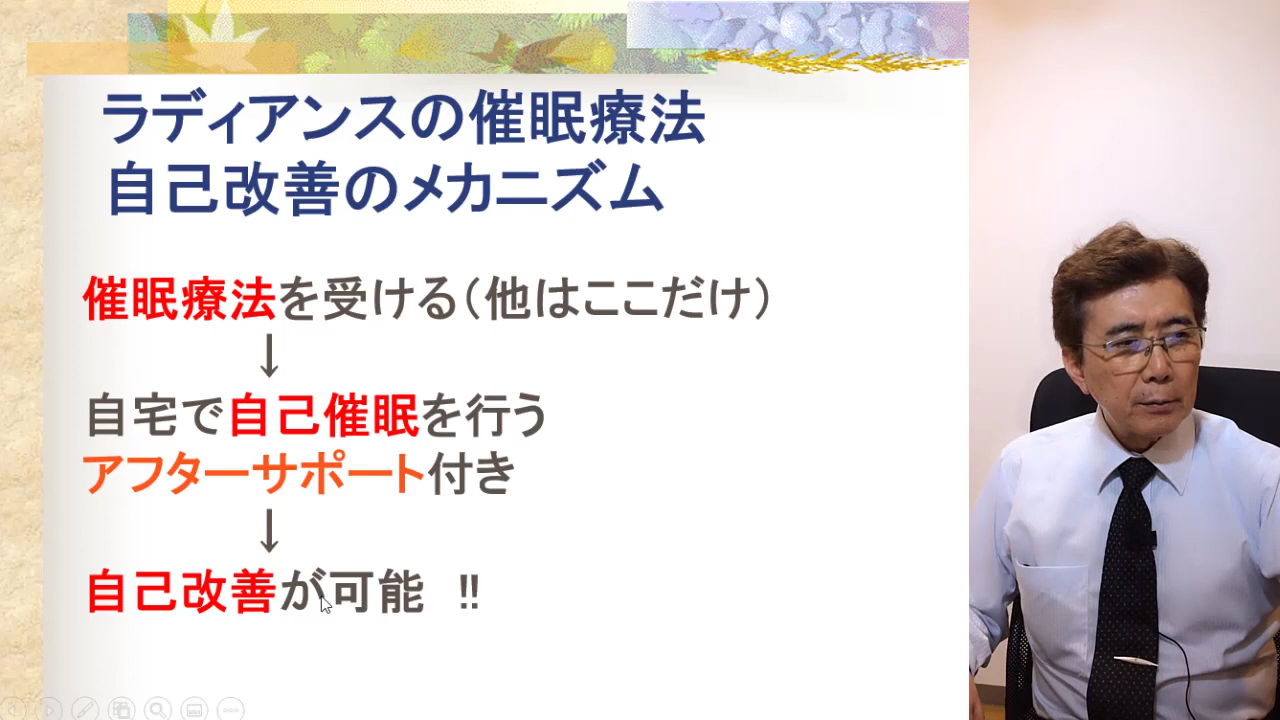 ラディアンスの催眠療法
自己改善のメカニズム
催眠療法を受ける（他はここだけ）
↓
自宅で自己催眠を行う
アフターサポート付き
↓
自己改善が可能　‼